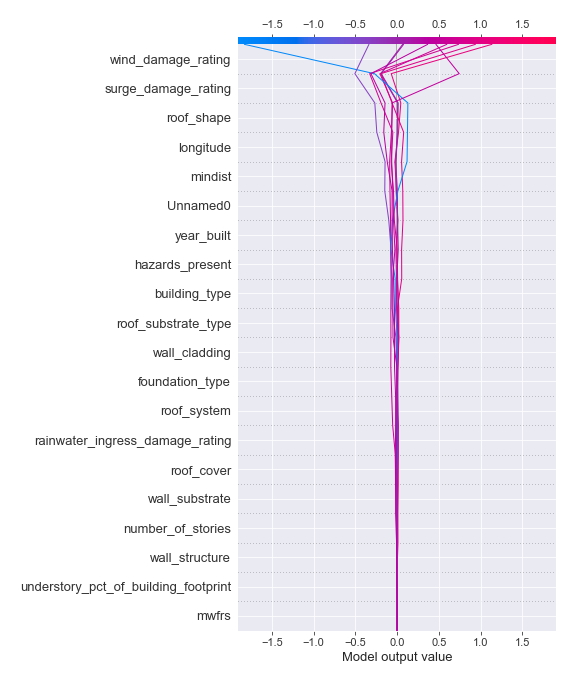 −1.5 −1.0 −0.5 0.0 0.5 1.0 1.5
wind_damage_rating
surge_damage_rating
roof_shape
longitude
mindist
Unnamed0
year_built
hazards_present
building_type
roof_substrate_type
wall_cladding
foundation_type
roof_system
rainwater_ingress_damage_rating
roof_cover
wall_substrate
number_of_stories
wall_structure
understory_pct_of_building_footprint
mwfrs
−1.5 −1.0 −0.5 0.0 0.5 1.0 1.5
Model output value